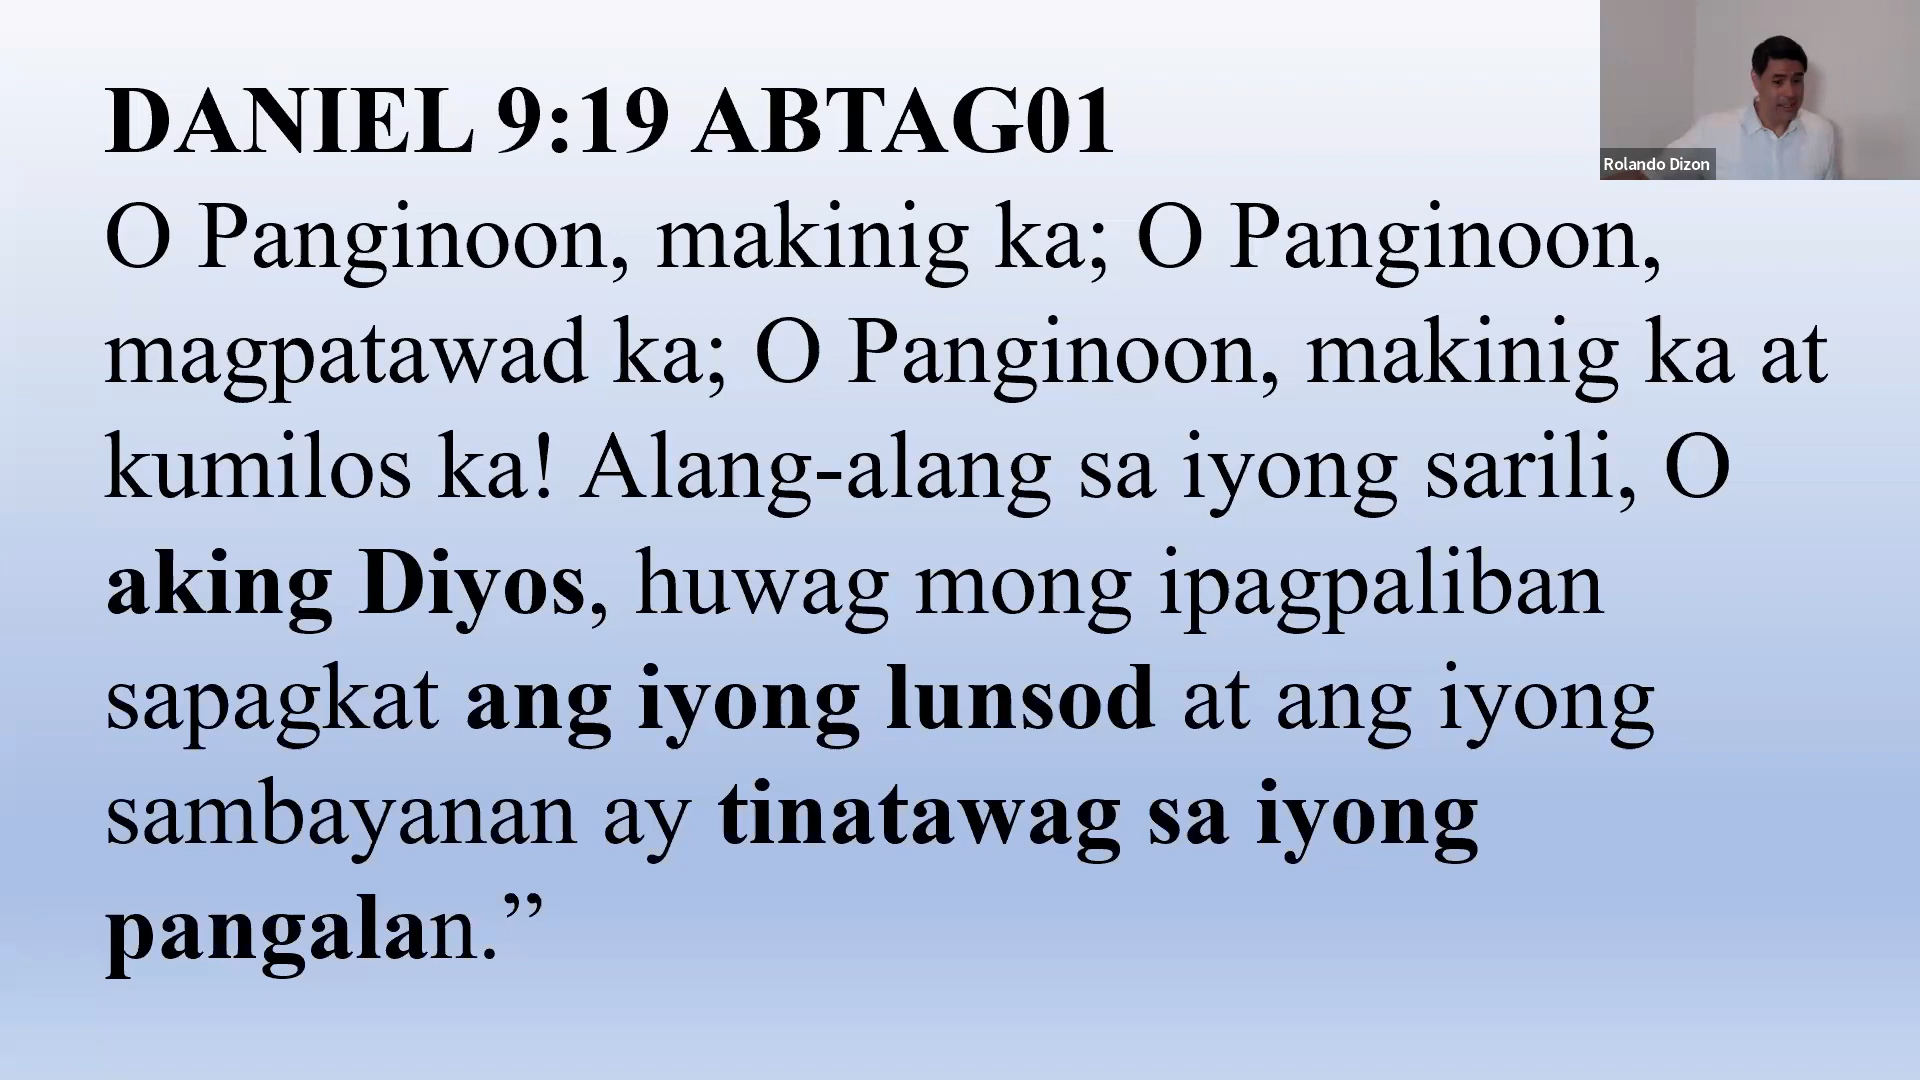 DANIEL 9:19 ABTAG01
O Panginoon, makinig ka; O Panginoon,
magpatawad ka; O Panginoon, makinig ka at
kumilos ka! Alang-alang sa iyong sarili, O
aking Diyos, huwag mong ipagpaliban
sapagkat ang iyong lunsod at ang iyong
sambayanan ay tinatawag sa iyong
pangalan.”
Rolando Dizon